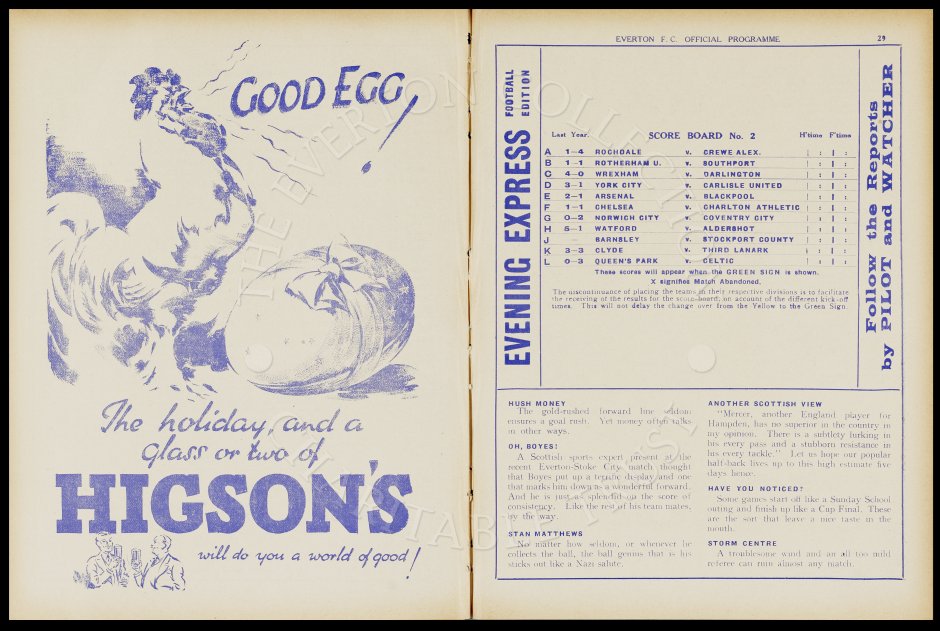 GOOD EGG!
The holiday, and a
glass or two of
HIGSON'S
will do you a world of good!
EVERTON F.C. OFFICIAL PROGRAMME 29
EVENING EXPRESS
FOOTBALL
EDITION
Last Year. SCORE BOARD No. 2 H'time F'time
A 1—4 ROCHDALE v. CREWE ALEX. : :
B 1—1 ROTHERHAM U. v. SOUTHPORT : :
C 4—0 WREXHAM v. DARLINGTON : :
D 3—1 YORK CITY v. CARLISLE UNITED : :
E 2—1 ARSENAL v. BLACKPOOL : :
F 1—1 CHELSEA v. CHARLTON ATHLETIC : :
G 0—2 NORWICH CITY v. COVENTRY CITY : :
H 5—1 WATFORD v. ALDERSHOT : :
J BARNSLEY v. STOCKPORT COUNTY : :
K 3—3 CLYDE v. THIRD LANARK : :
L 0—3 QUEEN'S PARK v. CELTIC : :
These scores will appear when the GREEN SIGN is shown.
X signifies Match Abandoned.
The discontinuance of placing the teams in their respective divisions is to facilitate
the receiving of the results for the score-board; on account of the different kick-off
times. This will not delay the change over from the Yellow to the Green Sign.
Follow the Reports
by PILOT and WATCHER
HUSH MONEY
The gold-rushed forward line seldom
ensures a goal rush. Yet money often talks
in other ways.
OH, BOYES!
A Scottish sports expert present at the
recent Everton-Stoke City match thought
that Boyes put up a terrific display and one
that marks him down as a wonderful forward.
And he is just as splendid on the score of
consistency. Like the rest of his team mates,
by the way.
STAN MATTHEWS
No matter how seldom, or whenever he
collects the ball, the ball genius that is his
sticks out like a Nazi salute.
ANOTHER SCOTTISH VIEW
"Mercer, another England player for
Hampden, has no superior in the country in
my opinion. There is a subtlety lurking in
his every pass and a stubborn resistance in
his every tackle." Let us hope our popular
half-back lives up to this high estimate five
days hence.
HAVE YOU NOTICED?
Some games start off like a Sunday School
outing and finish up like a Cup Final. These
are the sort that leave a nice taste in the
mouth.
STORM CENTRE
A troublesome wind and an all too mild
referee can ruin almost any match.
THE EVERTON COLLECTION
CHARITABLE TRUST